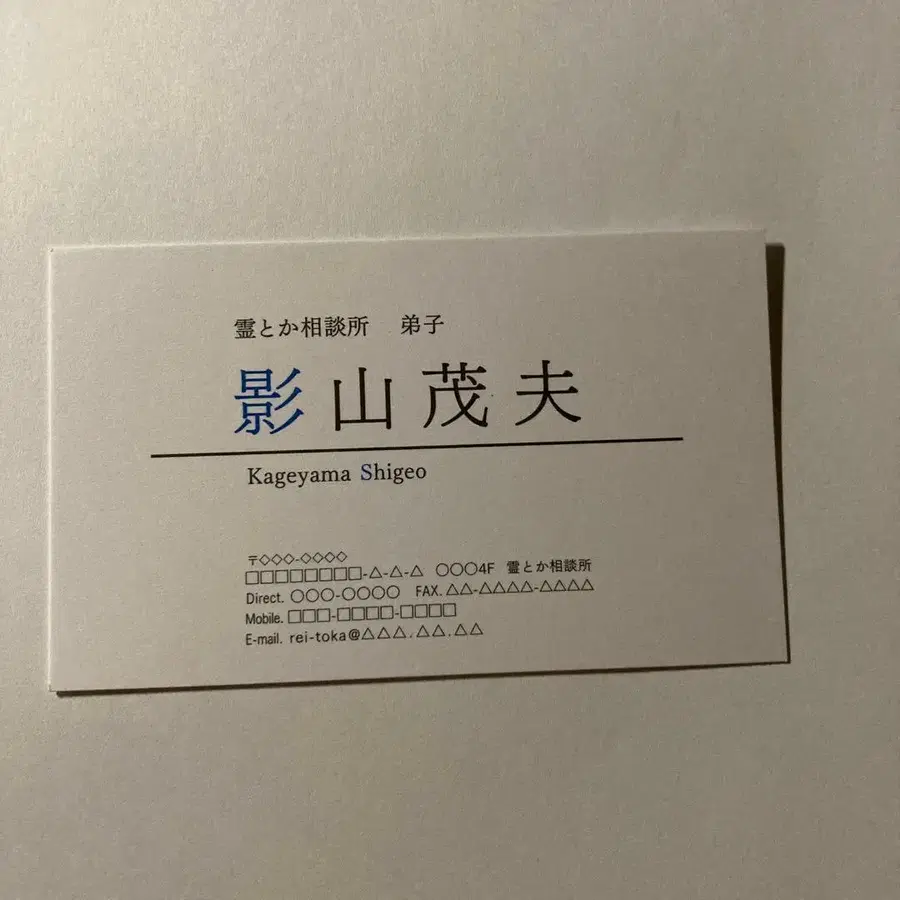 霊とか相談所　弟子
影山茂夫
Kageyama Shigeo
〒◇◇◇-◇◇◇◇
□□□□□□□□-△-△-△ ○○○4F 霊とか相談所
Direct. ○○○-○○○○ FAX. △△-△△△△-△△△△
Mobile. □□□-□□□□-□□□□
E-mail. rei-toka@△△△.△△.△△